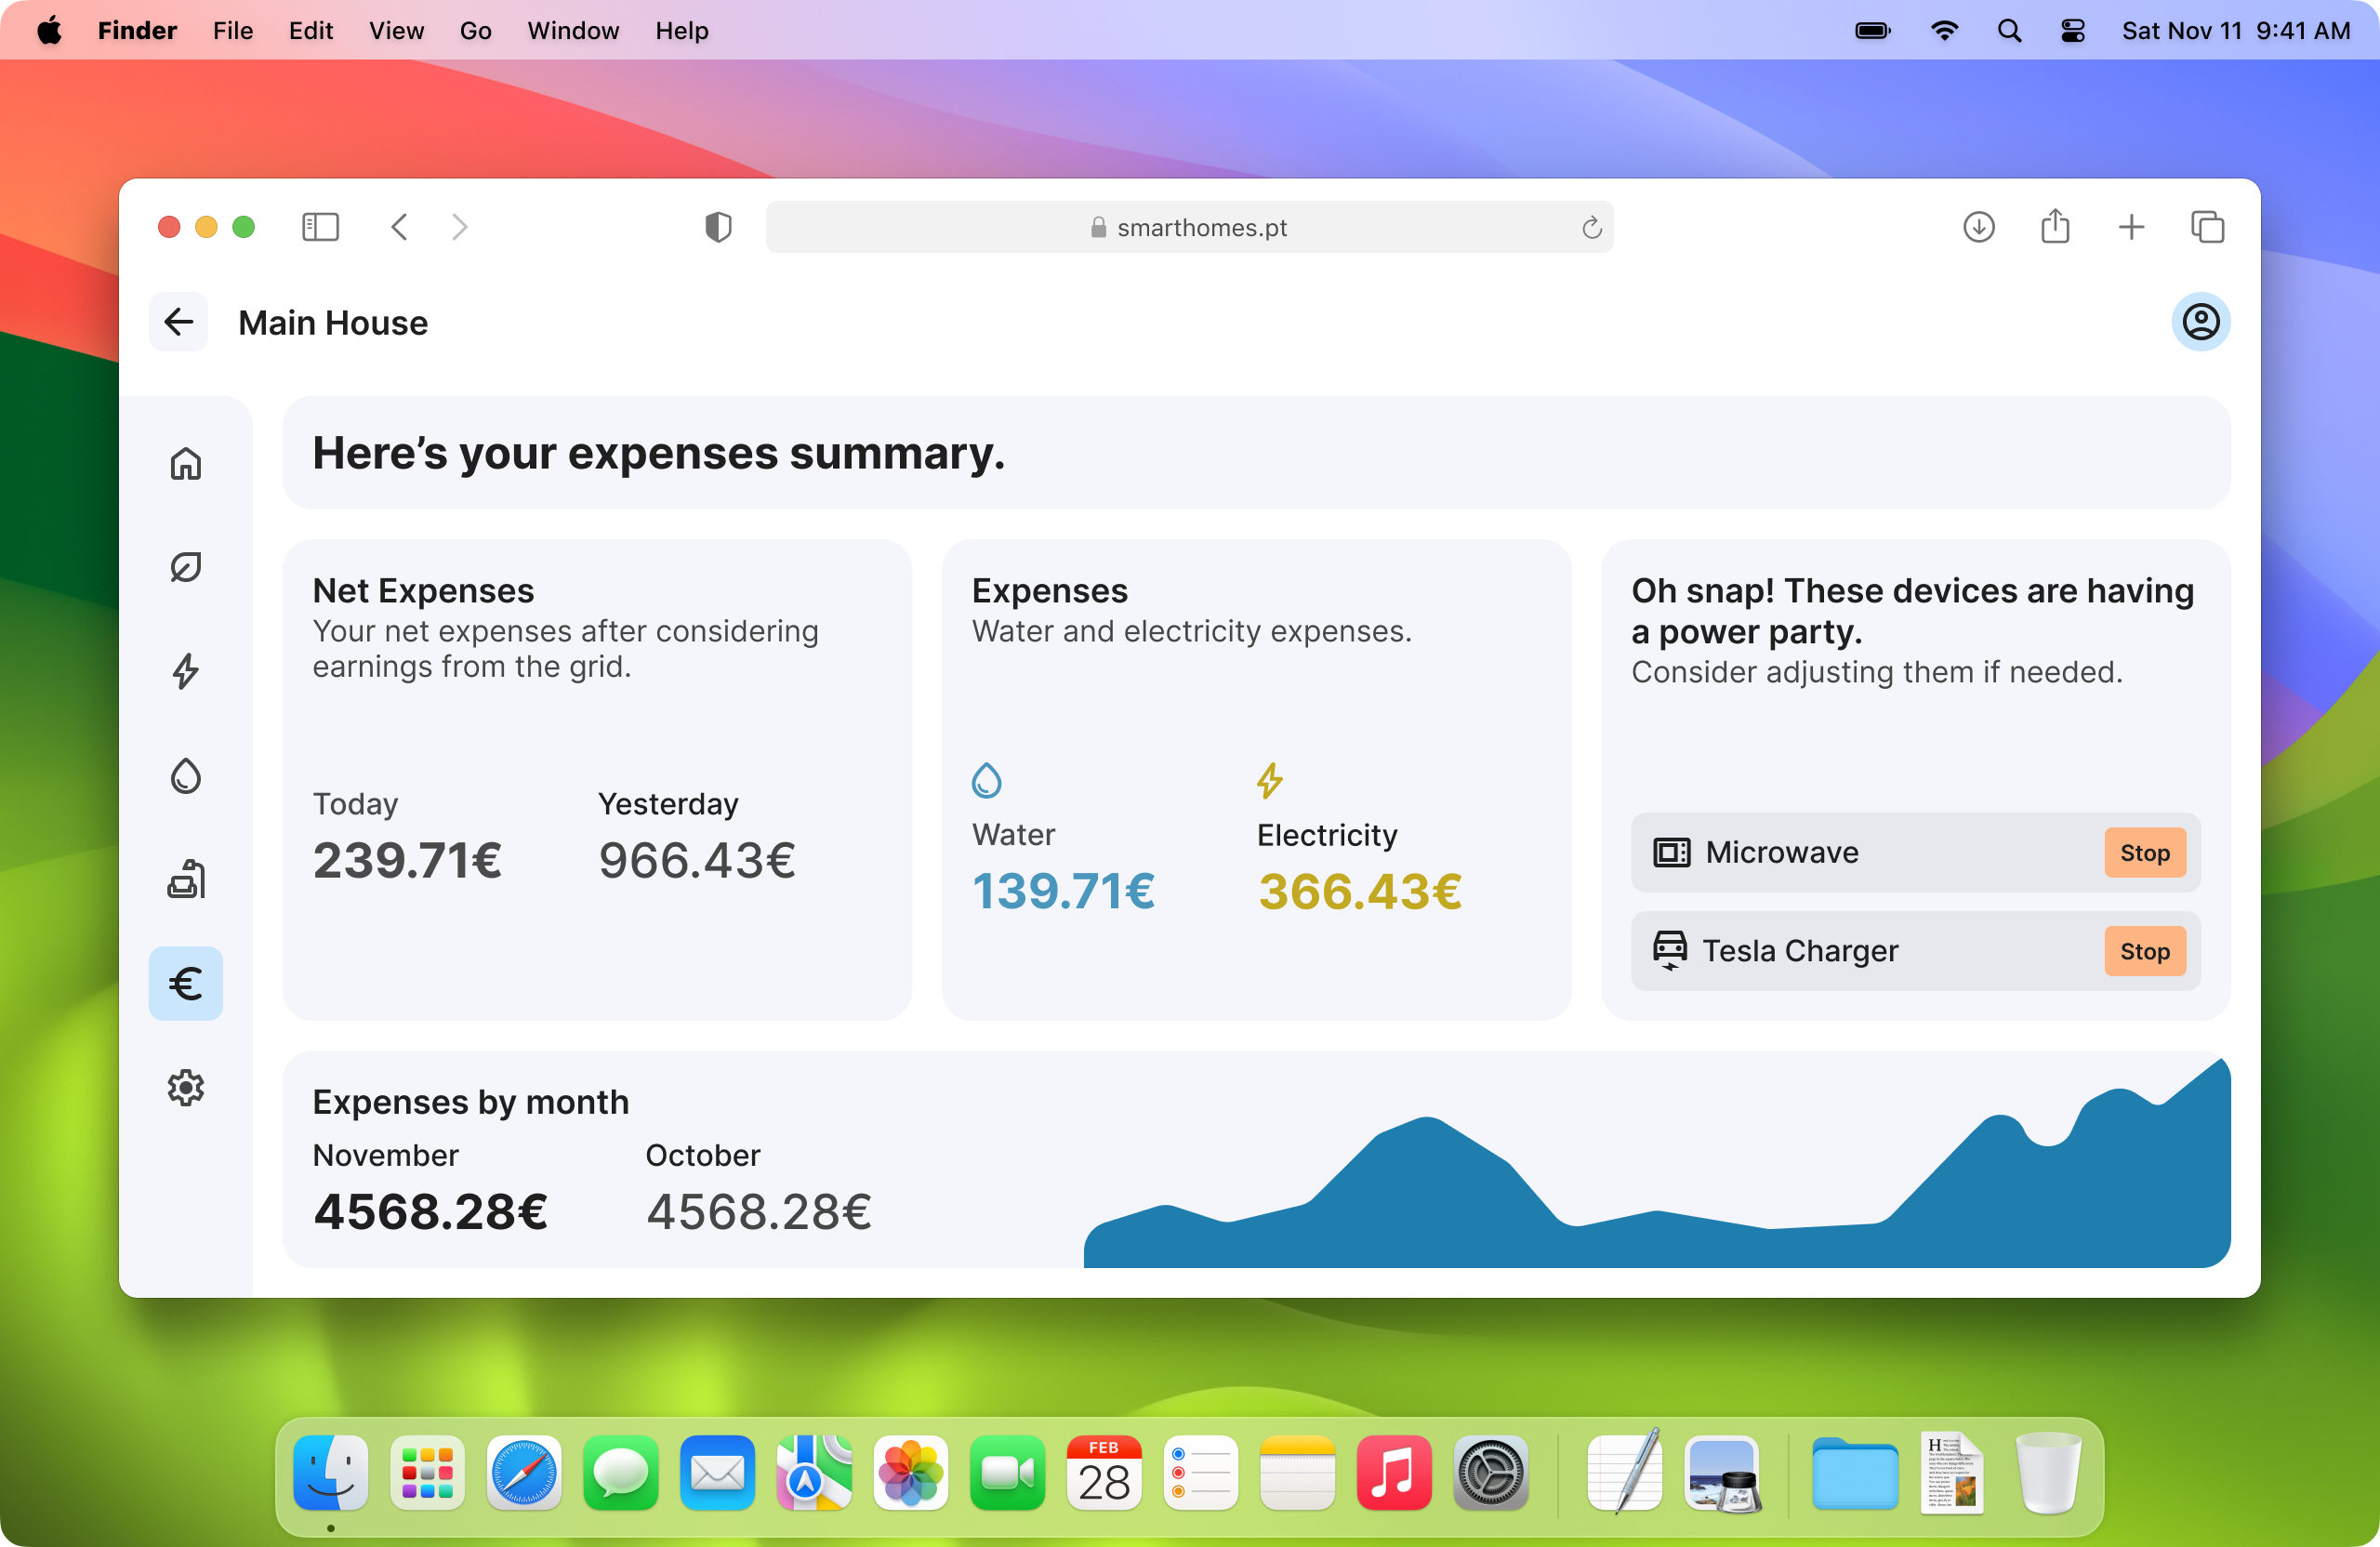 Finder File Edit View Go Window Help Sat Nov 11 9:41 AM
smarthomes.pt
Main House
Here’s your expenses summary.
Net Expenses
Your net expenses after considering
earnings from the grid.
Today
239.71€
Yesterday
966.43€
Expenses
Water and electricity expenses.
Water
139.71€
Electricity
366.43€
Oh snap! These devices are having
a power party.
Consider adjusting them if needed.
Microwave Stop
Tesla Charger Stop
€
Expenses by month
November
4568.28€
October
4568.28€
FEB
28